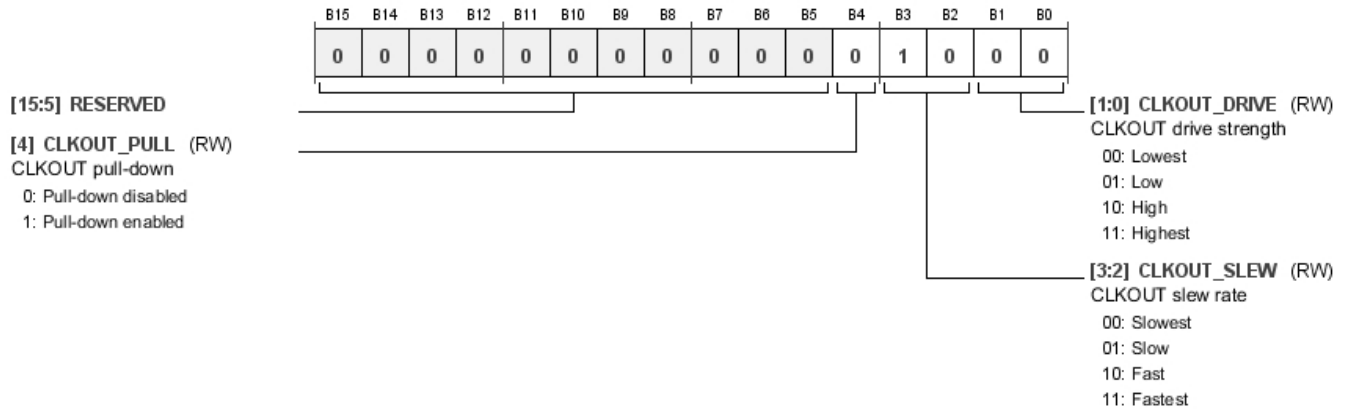 B15 B14 B13 B12 B11 B10 B9 B8 B7 B6 B5 B4 B3 B2 B1 B0
0 0 0 0 0 0 0 0 0 0 0 0 1 0 0 0
[15:5] RESERVED
[4] CLKOUT_PULL (RW)
CLKOUT pull-down
0: Pull-down disabled
1: Pull-down enabled
[1:0] CLKOUT_DRIVE (RW)
CLKOUT drive strength
00: Lowest
01: Low
10: High
11: Highest
[3:2] CLKOUT_SLEW (RW)
CLKOUT slew rate
00: Slowest
01: Slow
10: Fast
11: Fastest